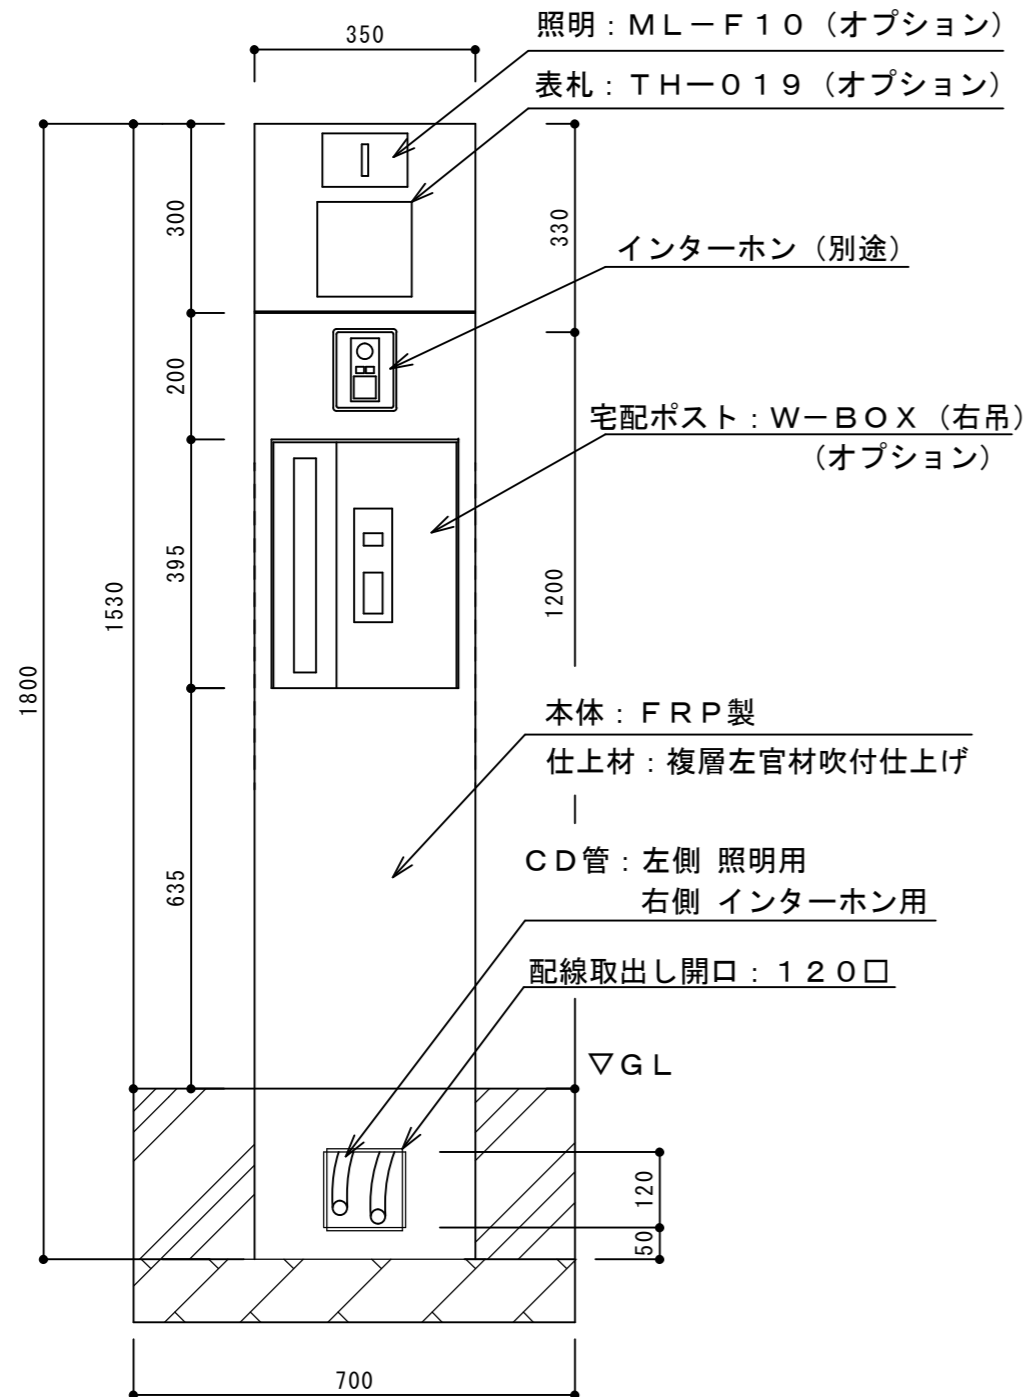 照明：ＭＬ－Ｆ１０（オプション）
350
表札：ＴＨ－０１９（オプション）
300
330
インターホン（別途）
200
宅配ポスト：Ｗ－ＢＯＸ（右吊）
（オプション）
395
1530
1200
1800
本体：ＦＲＰ製
仕上材：複層左官材吹付仕上げ
ＣＤ管：左側 照明用
右側 インターホン用
635
配線取出し開口：１２０□
▽ＧＬ
120
50
700